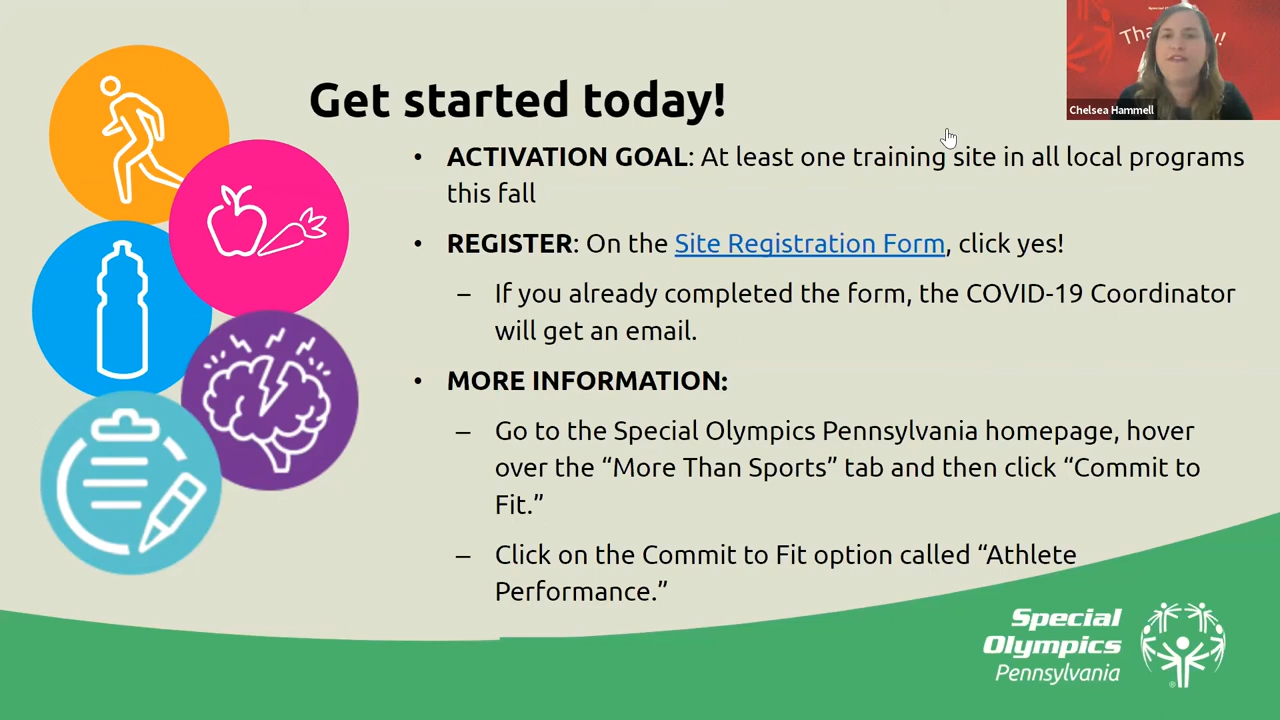 Get started today!
• ACTIVATION GOAL: At least one training site in all local programs
this fall
• REGISTER: On the Site Registration Form, click yes!
– If you already completed the form, the COVID-19 Coordinator
will get an email.
• MORE INFORMATION:
– Go to the Special Olympics Pennsylvania homepage, hover
over the “More Than Sports” tab and then click “Commit to
Fit.”
– Click on the Commit to Fit option called “Athlete
Performance.”
Chelsea Hammell
Special
Olympics
Pennsylvania
®